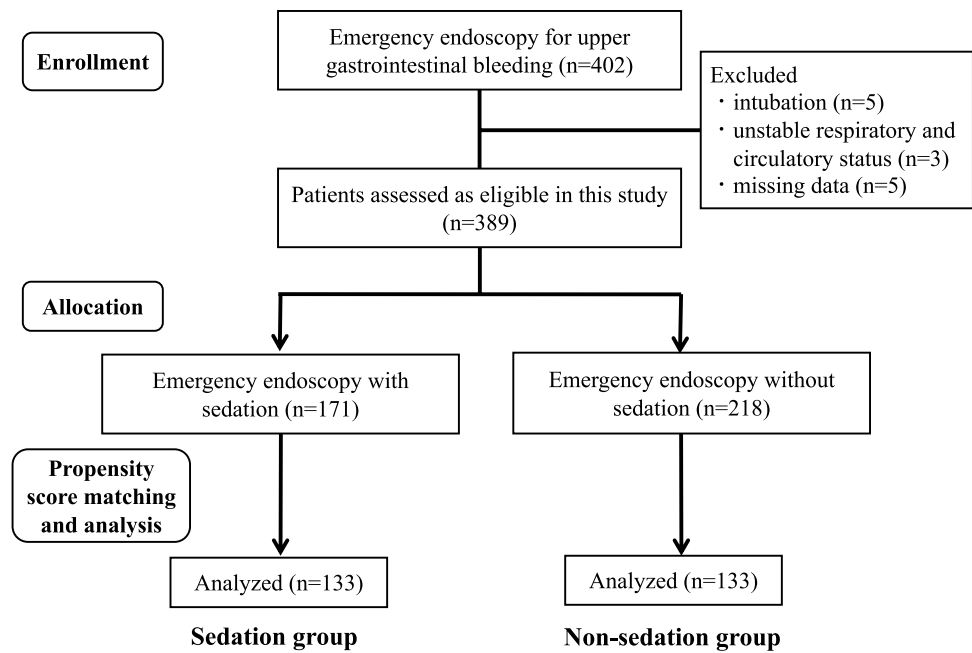 Enrollment
Emergency endoscopy for upper
gastrointestinal bleeding (n=402)
Excluded
・intubation (n=5)
・unstable respiratory and
circulatory status (n=3)
・missing data (n=5)
Patients assessed as eligible in this study
(n=389)
Allocation
Emergency endoscopy with
sedation (n=171)
Emergency endoscopy without
sedation (n=218)
Propensity
score matching
and analysis
Analyzed (n=133)
Analyzed (n=133)
Sedation group
Non-sedation group